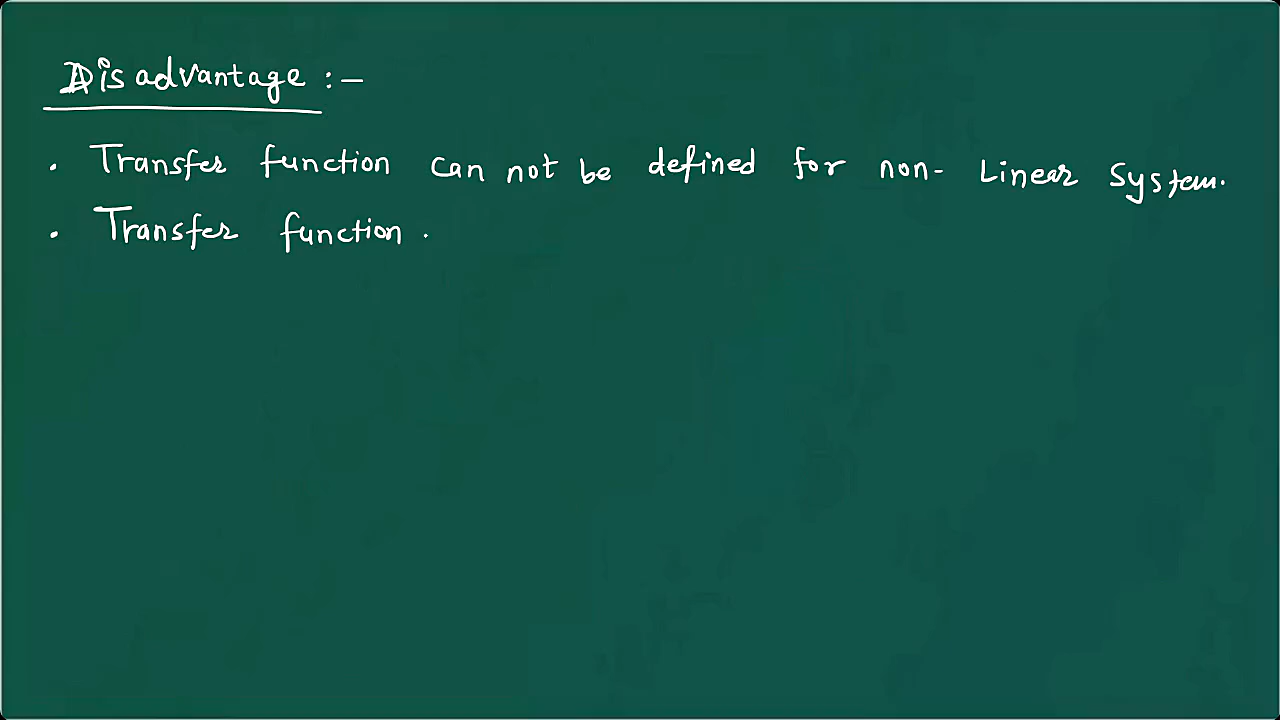 Disadvantage :-
. Transfer function can not be defined for non- Linear System.
. Transfer function .